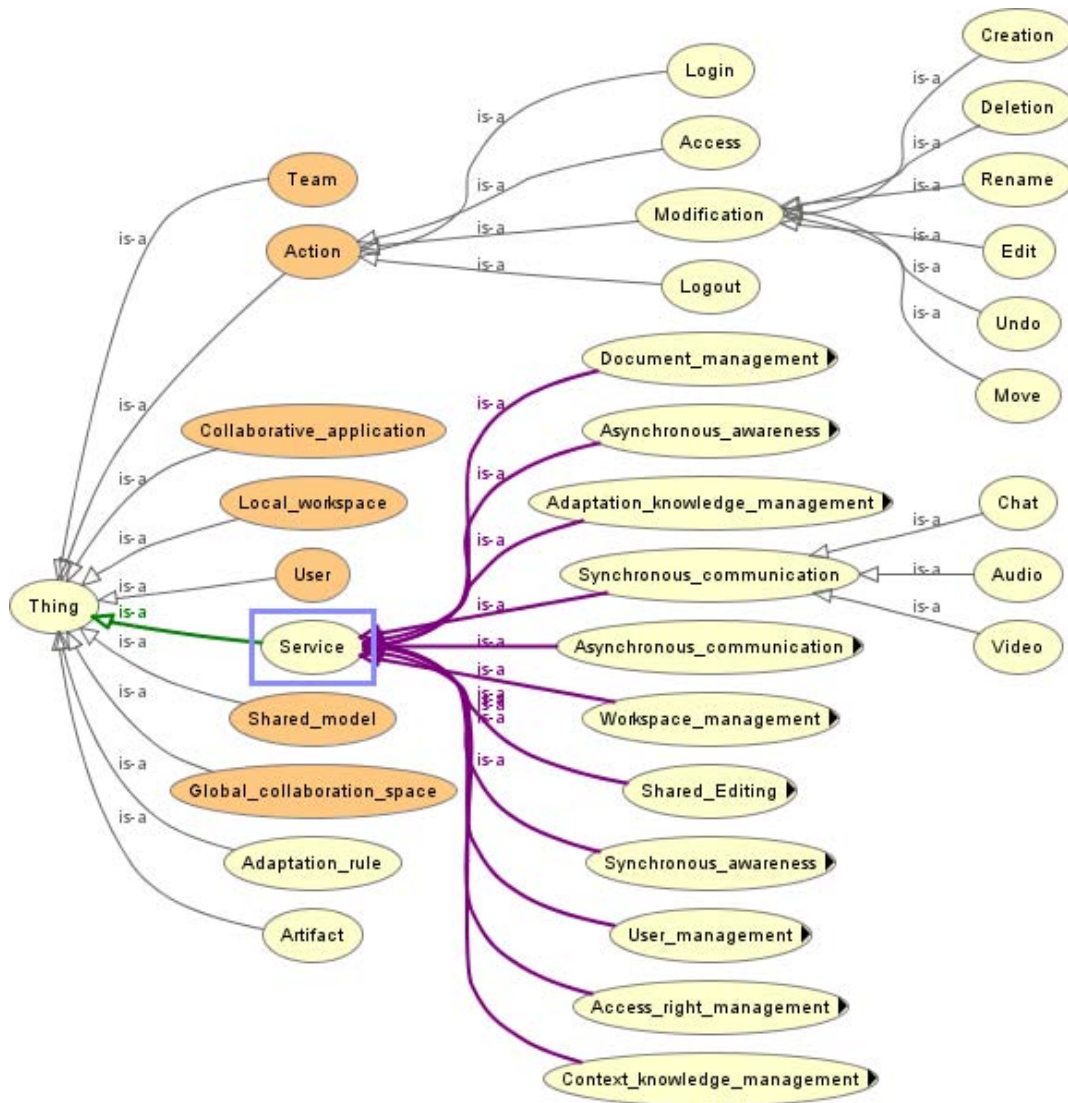 Creation
Login
is-a
is-a
Deletion
Access
is-a
Team
is-a
Rename
is-a
Modification
is-a
Action
is-a
is-a
Edit
is-a
is-a
Logout
is-a
Undo
is-a
Document_management
Move
is-a
is-a
Collaborative_application
Asynchronous_awareness
is-a
is-a
Local_workspace
Adaptation_knowledge_management
Chat
is-a
is-a
is-a
User
Synchronous_communication
is-a
Audio
is-a
Thing
is-a
is-a
is-a
Service
is-a
Asynchronous_communication
Video
is-a
is-a
is-a
is-a
is-a
Shared_model
Workspace_management
is-a
is-a
is-a
Global_collaboration_space
Shared_Editing
is-a
Adaptation_rule
Synchronous_awareness
Artifact
User_management
Access_right_management
Context_knowledge_management